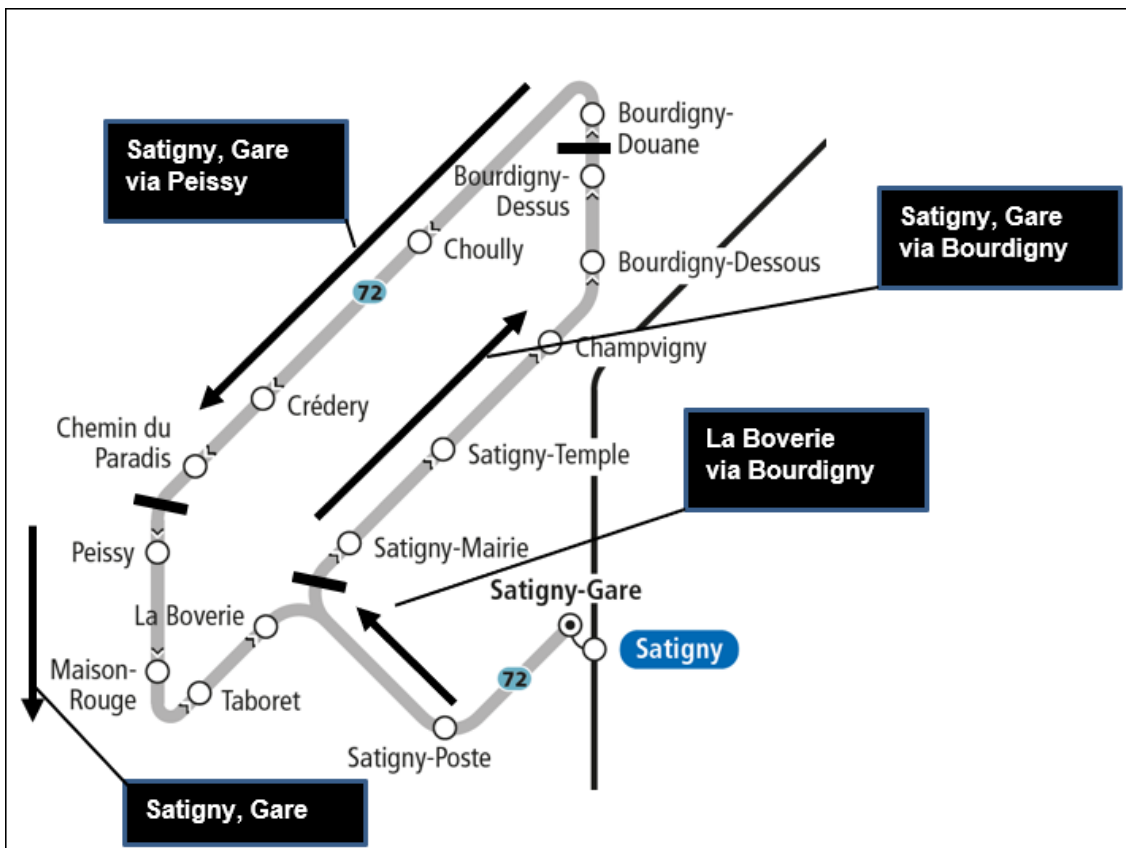 Satigny, Gare
via Peissy
Bourdigny-
Douane
Bourdigny-
Dessus
Satigny, Gare
via Bourdigny
Choully
Bourdigny-Dessous
72
Champvigny
Crédery
Chemin du
Paradis
Satigny-Temple
La Boverie
via Bourdigny
Peissy
Satigny-Mairie
La Boverie
Satigny-Gare
Satigny
Maison-
Rouge
Taboret
72
Satigny-Poste
Satigny, Gare